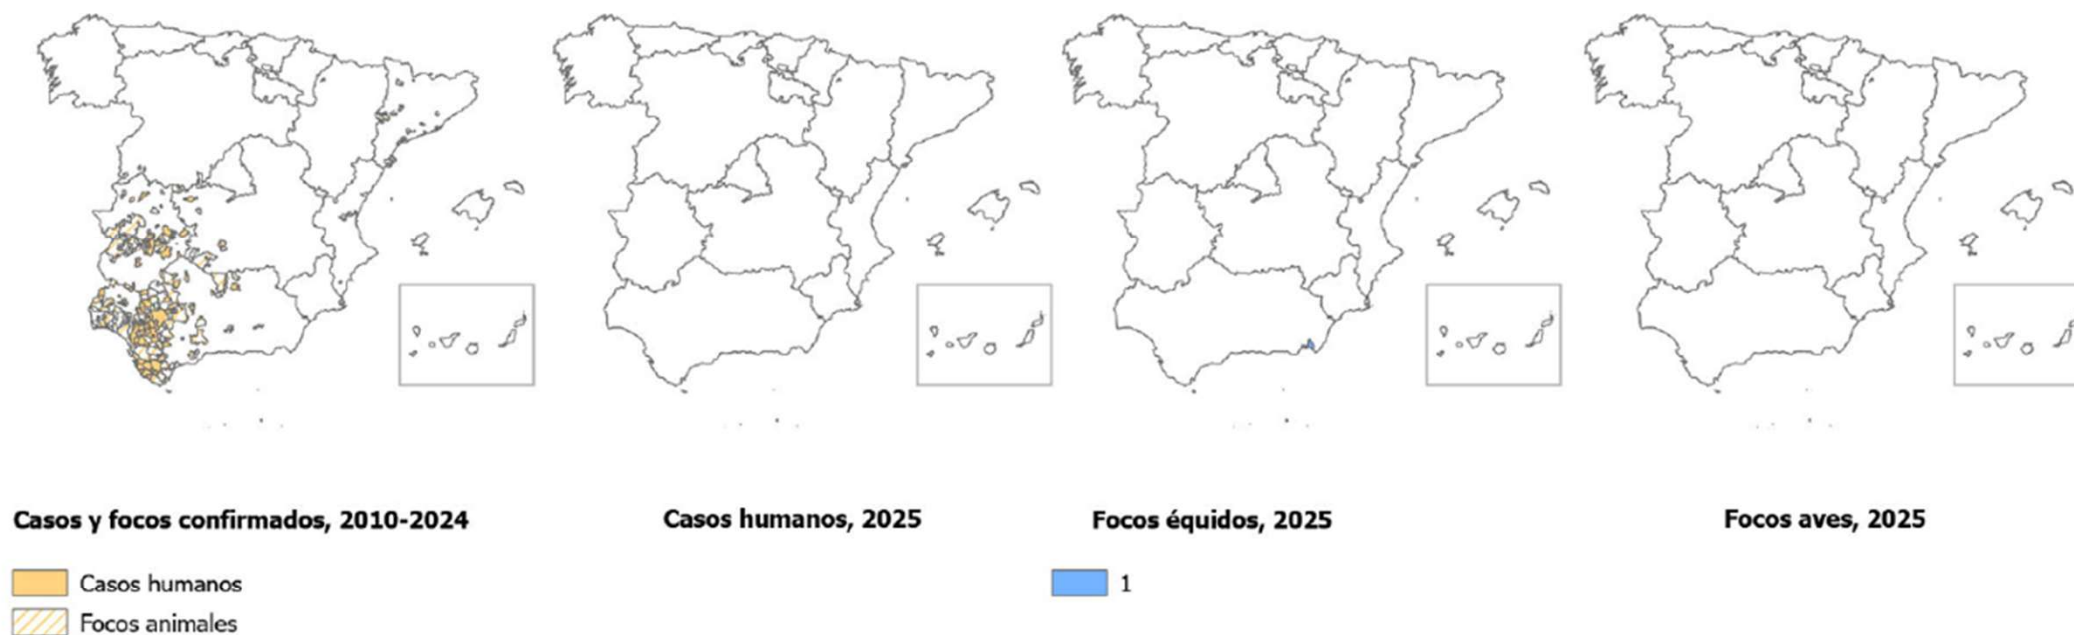 Casos y focos confirmados, 2010-2024
Casos humanos, 2025
Focos équidos, 2025
Focos aves, 2025
Casos humanos
1
Focos animales